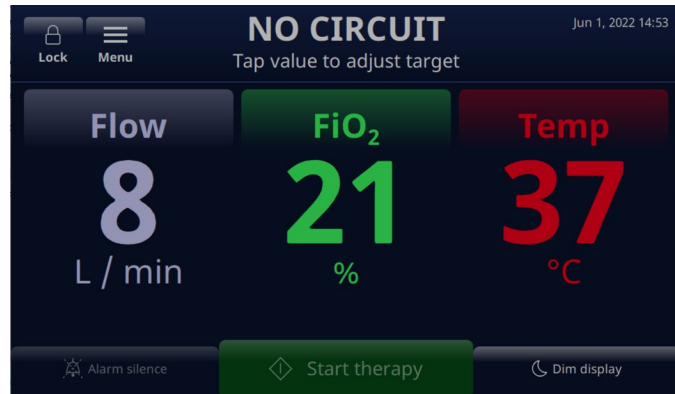 NO CIRCUIT
Jun 1, 2022 14:53
Lock Menu
Tap value to adjust target
Flow FiO₂ Temp
8 21 37
L / min % °C
Alarm silence Start therapy Dim display